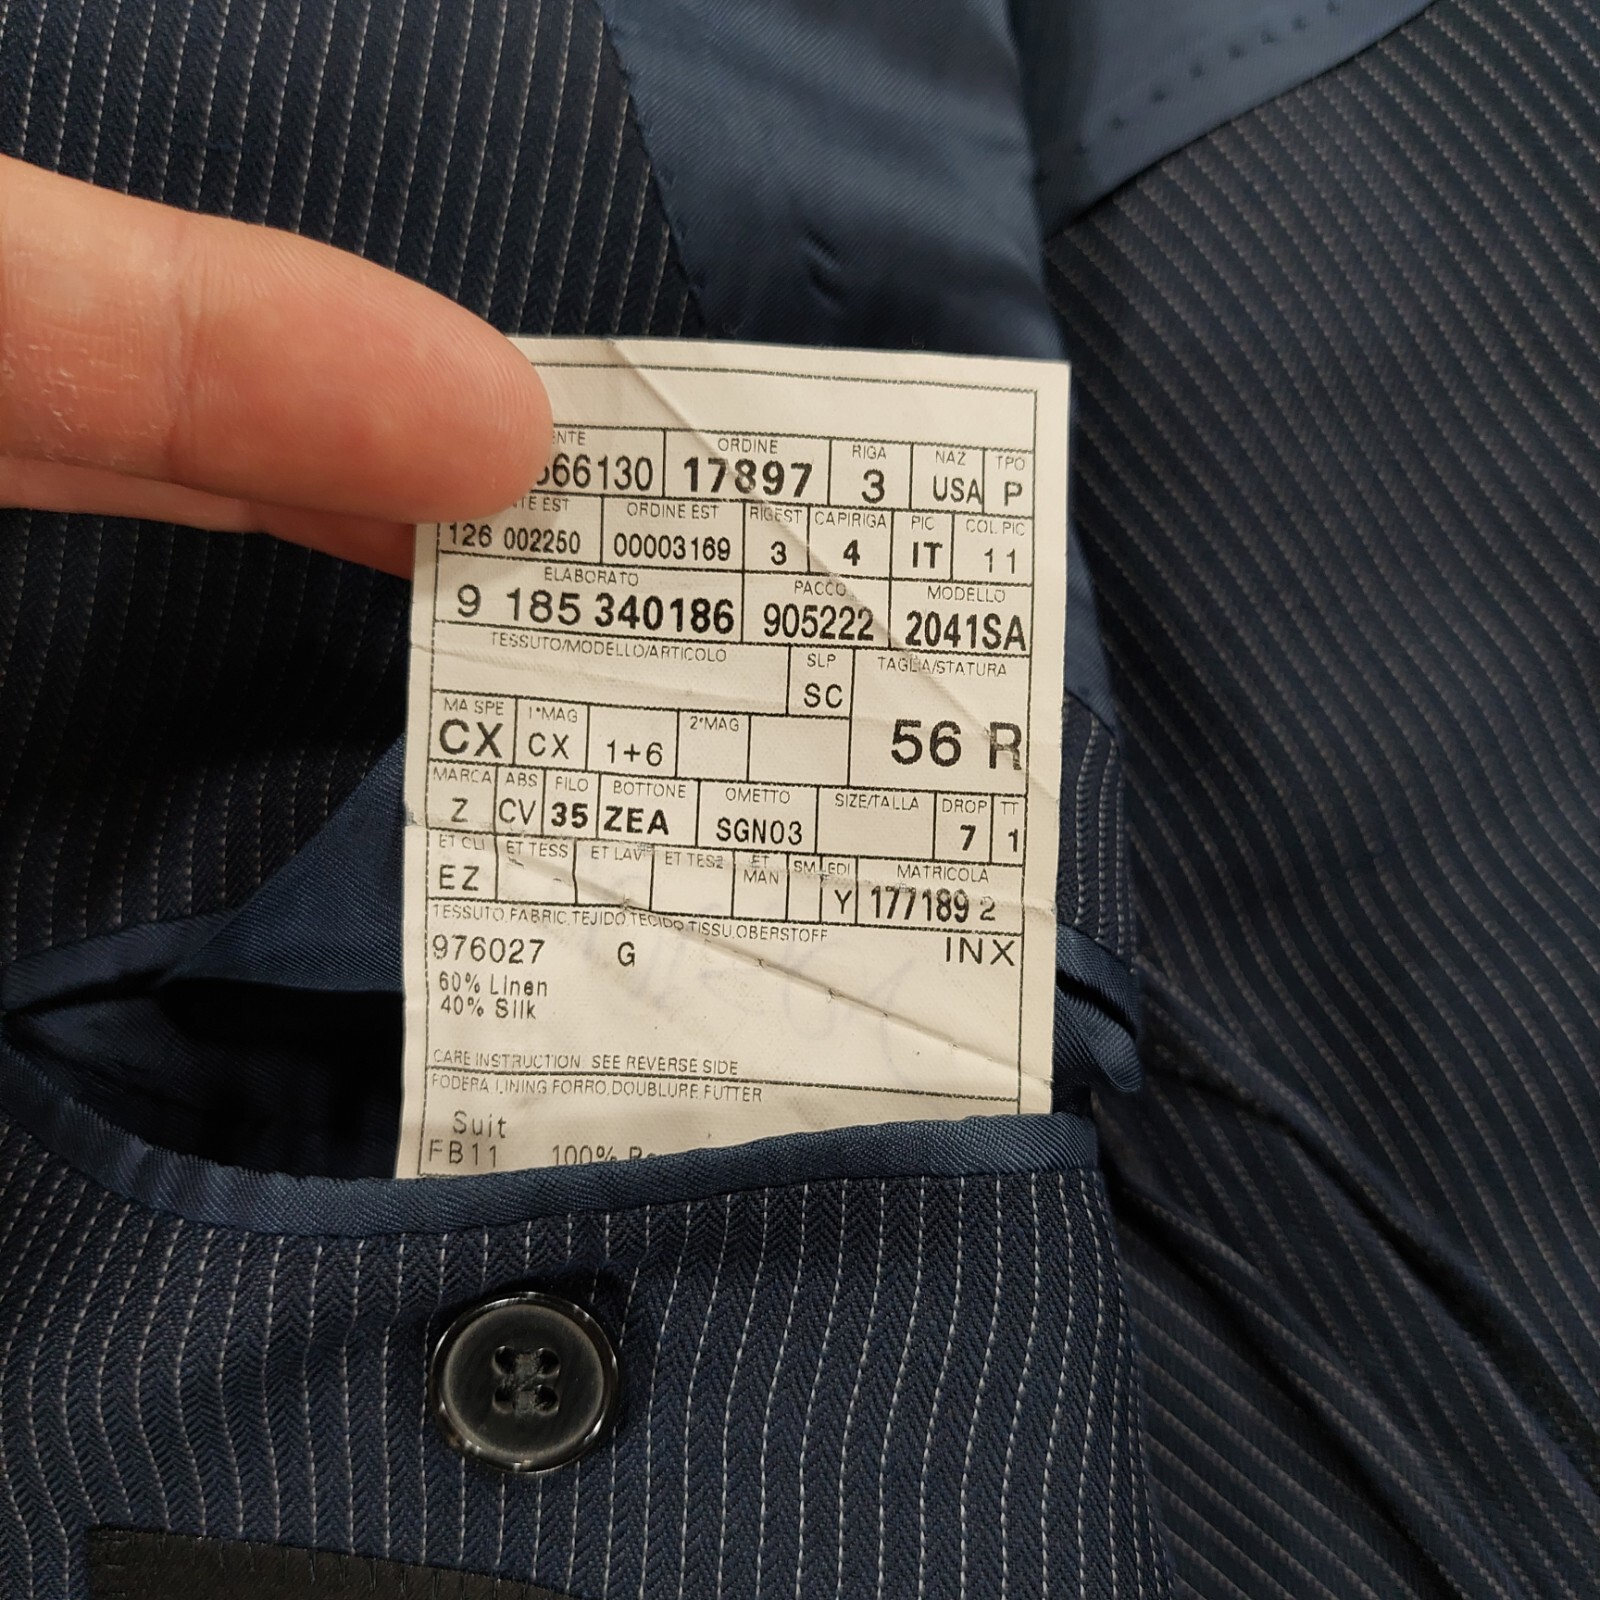 ORDINE RIGA NAZ TPO
66130 17897 3 USA P
ORDINE EST RIGEST CAPIRIGA PIC COL.PIC
126 002250 00003169 3 4 IT 11
ELABORATO PACCO MODELLO
9 185 340186 905222 2041SA
TESSUTO/MODELLO/ARTICOLO SLP TAGLIA/STATURA
SC
56 R
MA SPE 1°MAG 2°MAG
CX CX 1+6
MARCA ABS FILO BOTTONE OMETTO SIZE/TALLA DROP TT
Z CV 35 ZEA SGN03 7 1
ET CLI ET TESS ET LAV ET TES2 ET MAN SM EDI MATRICOLA
EZ Y 177189 2
TESSUTO,FABRIC,TEJIDO,TECIDO,TISSU,OBERSTOFF
976027 G INX
60% Linen
40% Silk
CARE INSTRUCTION: SEE REVERSE SIDE
FODERA,LINING,FORRO,DOUBLURE,FUTTER
Suit
FB11 100%